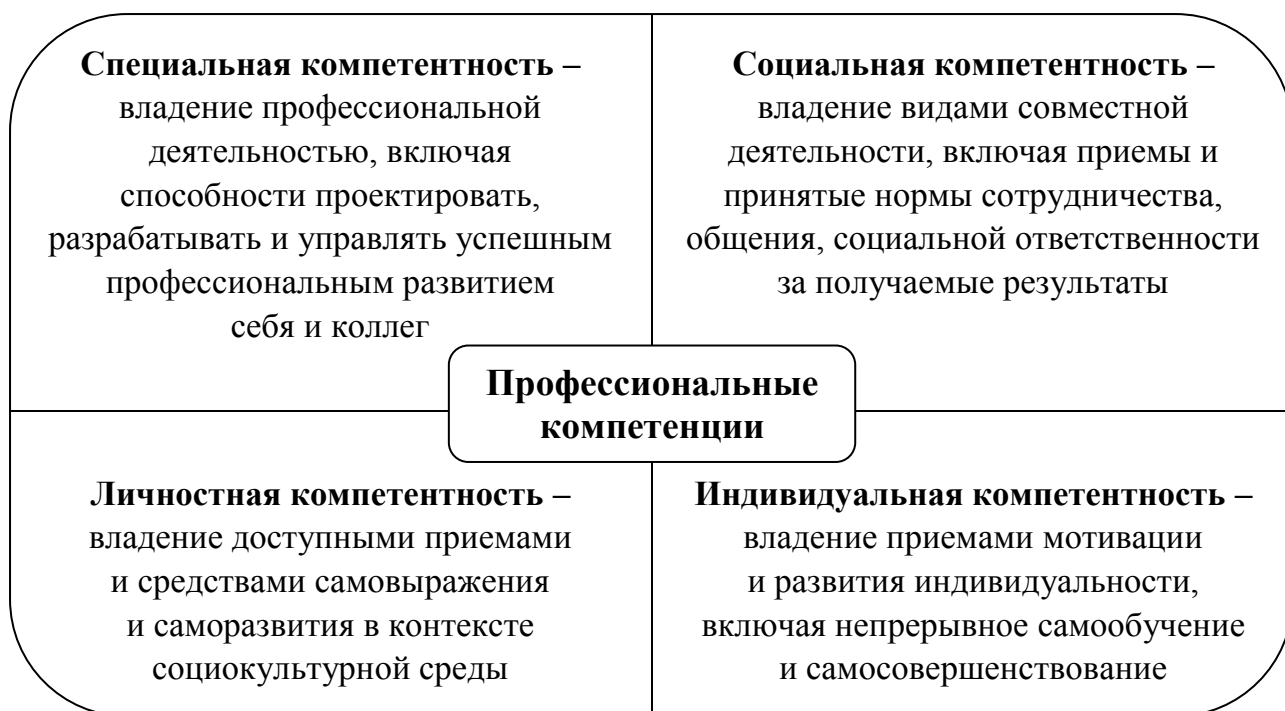 Специальная компетентность –
владение профессиональной
деятельностью, включая
способности проектировать,
разрабатывать и управлять успешным
профессиональным развитием
себя и коллег
Социальная компетентность –
владение видами совместной
деятельности, включая приемы и
принятые нормы сотрудничества,
общения, социальной ответственности
за получаемые результаты
Профессиональные
компетенции
Личностная компетентность –
владение доступными приемами
и средствами самовыражения
и саморазвития в контексте
социокультурной среды
Индивидуальная компетентность –
владение приемами мотивации
и развития индивидуальности,
включая непрерывное самообучение
и самосовершенствование